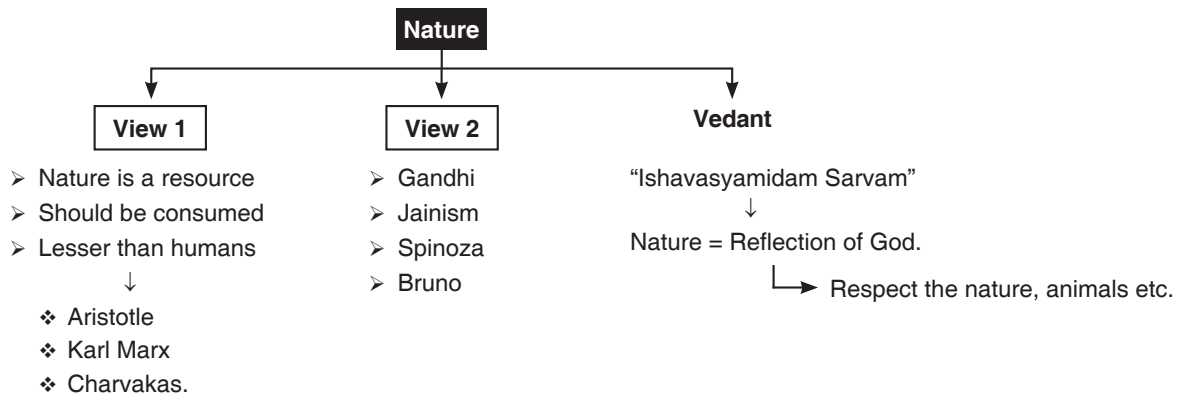 Nature
View 1
➢ Nature is a resource
➢ Should be consumed
➢ Lesser than humans
↓
❖ Aristotle
❖ Karl Marx
❖ Charvakas.
View 2
➢ Gandhi
➢ Jainism
➢ Spinoza
➢ Bruno
Vedant
“Ishavasyamidam Sarvam”
↓
Nature = Reflection of God.
Respect the nature, animals etc.